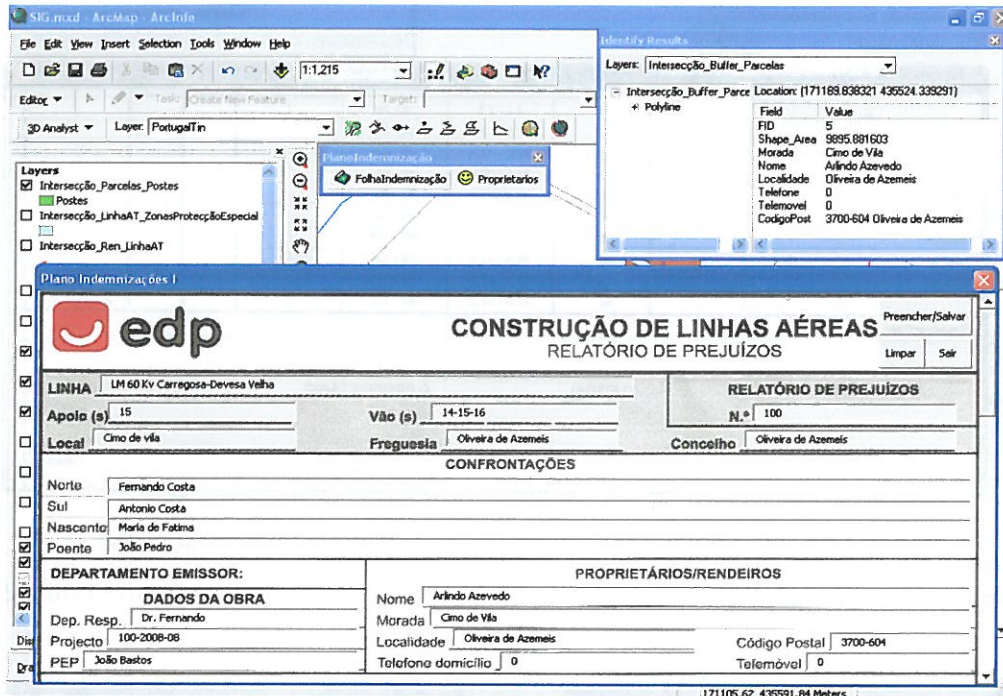 SIG.mxd - ArcMap - ArcInfo
File Edit View Insert Selection Tools Window Help
1:1,215
Editor Task: Create New Feature Target:
3D Analyst Layer: PortugalTin
Layers
Intersecção_Parcelas_Postes
Postes
Intersecção_LinhaAT_ZonasProtecçãoEspecial
Intersecção_Ren_LinhaAT
PlanoIndemnização
FolhaIndemnização Proprietarios
Identify Results
Layers: Intersecção_Buffer_Parcelas
Intersecção_Buffer_Parce
Polyline
Location: (171189.838321 435524.339291)
Field Value
FID 5
Shape_Area 9895.881603
Morada Cimo de Vila
Nome Arlindo Azevedo
Localidade Oliveira de Azemeis
Telefone 0
Telemovel 0
CodigoPost 3700-604 Oliveira de Azemeis
Plano Indemnizações I
edp
CONSTRUÇÃO DE LINHAS AÉREAS
RELATÓRIO DE PREJUÍZOS
Preencher/Salvar
Limpar Sair
LINHA LM 60 Kv Carregosa-Devesa Velha
RELATÓRIO DE PREJUÍZOS
Apoio (s) 15 Vão (s) 14-15-16 N.º 100
Local Cimo de vila Freguesia Oliveira de Azemeis Concelho Oliveira de Azemeis
CONFRONTAÇÕES
Norte Fernando Costa
Sul Antonio Costa
Nascente Maria de Fatima
Poente João Pedro
DEPARTAMENTO EMISSOR:
DADOS DA OBRA
Dep. Resp. Dr. Fernando
Projecto 100-2008-08
PEP João Bastos
PROPRIETÁRIOS/RENDEIROS
Nome Arlindo Azevedo
Morada Cimo de Vila
Localidade Oliveira de Azemeis Código Postal 3700-604
Telefone domicílio 0 Telemóvel 0
Dis
Dra
171105,62 435591,84 Meters